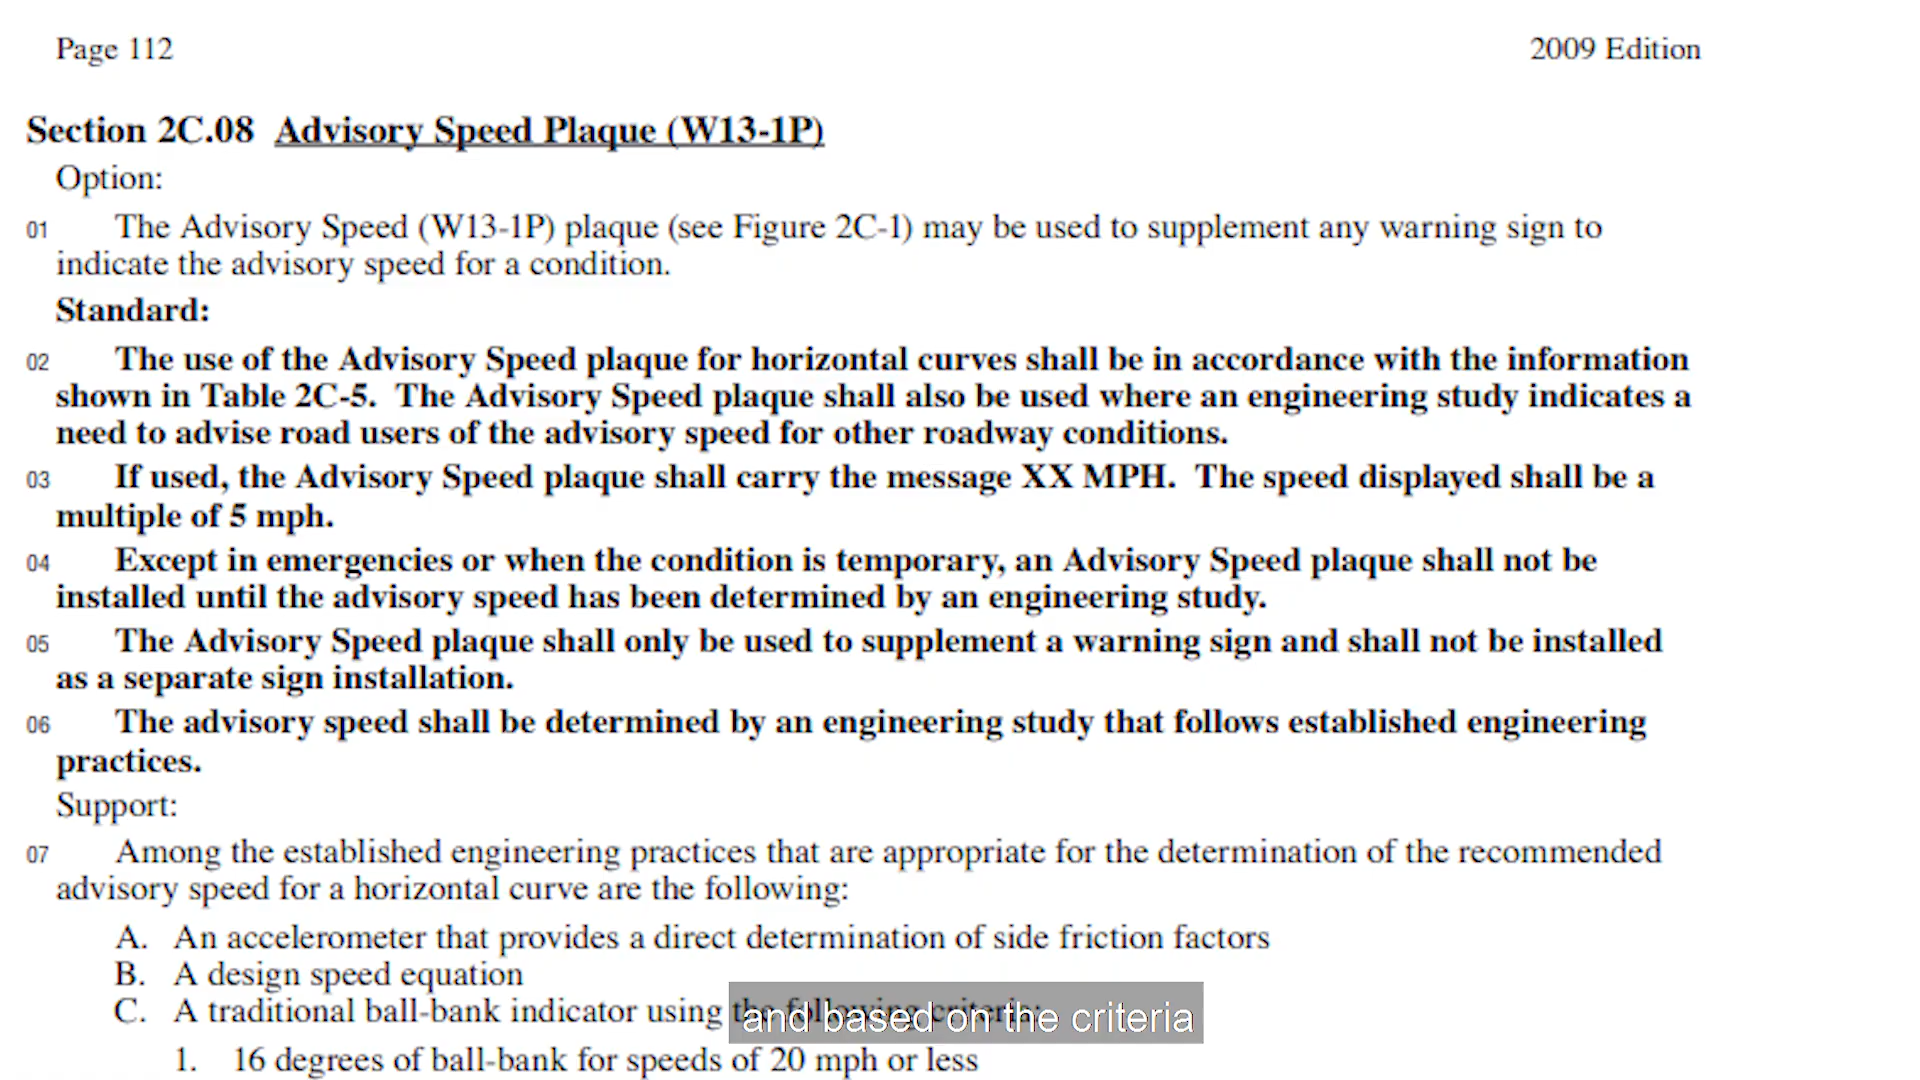 Page 112
2009 Edition
Section 2C.08 Advisory Speed Plaque (W13-1P)
Option:
01 The Advisory Speed (W13-1P) plaque (see Figure 2C-1) may be used to supplement any warning sign to
indicate the advisory speed for a condition.
Standard:
02 The use of the Advisory Speed plaque for horizontal curves shall be in accordance with the information
shown in Table 2C-5. The Advisory Speed plaque shall also be used where an engineering study indicates a
need to advise road users of the advisory speed for other roadway conditions.
03 If used, the Advisory Speed plaque shall carry the message XX MPH. The speed displayed shall be a
multiple of 5 mph.
04 Except in emergencies or when the condition is temporary, an Advisory Speed plaque shall not be
installed until the advisory speed has been determined by an engineering study.
05 The Advisory Speed plaque shall only be used to supplement a warning sign and shall not be installed
as a separate sign installation.
06 The advisory speed shall be determined by an engineering study that follows established engineering
practices.
Support:
07 Among the established engineering practices that are appropriate for the determination of the recommended
advisory speed for a horizontal curve are the following:
A. An accelerometer that provides a direct determination of side friction factors
B. A design speed equation
C. A traditional ball-bank indicator using the following criteria:
and based on the criteria
1. 16 degrees of ball-bank for speeds of 20 mph or less